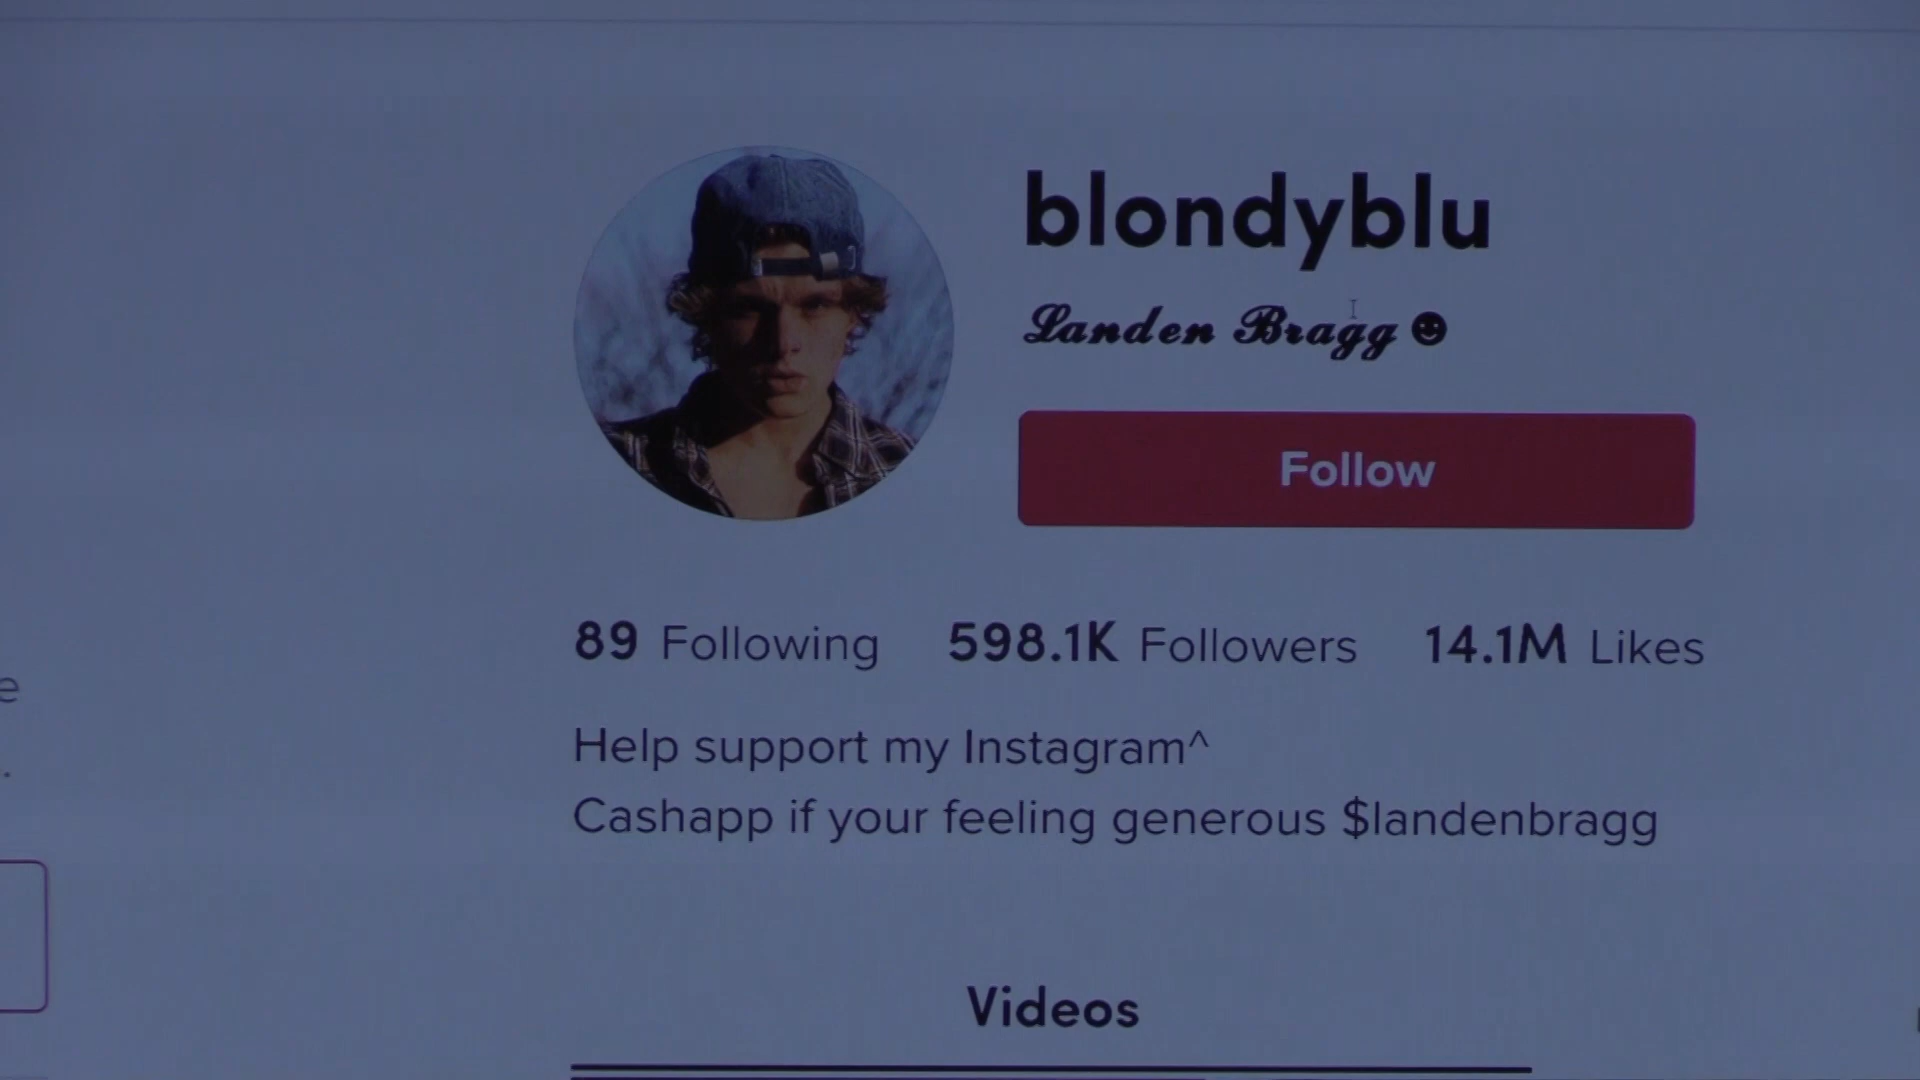 blondyblu
Landen Bragg ☻
Follow
89 Following 598.1K Followers 14.1M Likes
Help support my Instagram^
Cashapp if your feeling generous $landenbragg
Videos
e
.